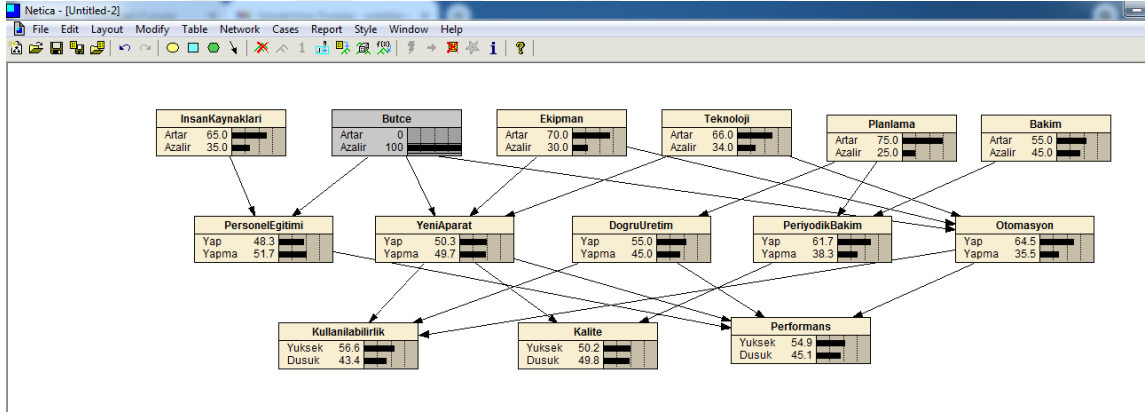 Netica - [Untitled-2]
File Edit Layout Modify Table Network Cases Report Style Window Help
InsanKaynaklari
Artar 65.0
Azalir 35.0
Butce
Artar 0
Azalir 100
Ekipman
Artar 70.0
Azalir 30.0
Teknoloji
Artar 66.0
Azalir 34.0
Planlama
Artar 75.0
Azalir 25.0
Bakim
Artar 55.0
Azalir 45.0
PersonelEgitimi
Yap 48.3
Yapma 51.7
YeniAparat
Yap 50.3
Yapma 49.7
DogruUretim
Yap 55.0
Yapma 45.0
PeriyodikBakim
Yap 61.7
Yapma 38.3
Otomasyon
Yap 64.5
Yapma 35.5
Kullanilabilirlik
Yuksek 56.6
Dusuk 43.4
Kalite
Yuksek 50.2
Dusuk 49.8
Performans
Yuksek 54.9
Dusuk 45.1